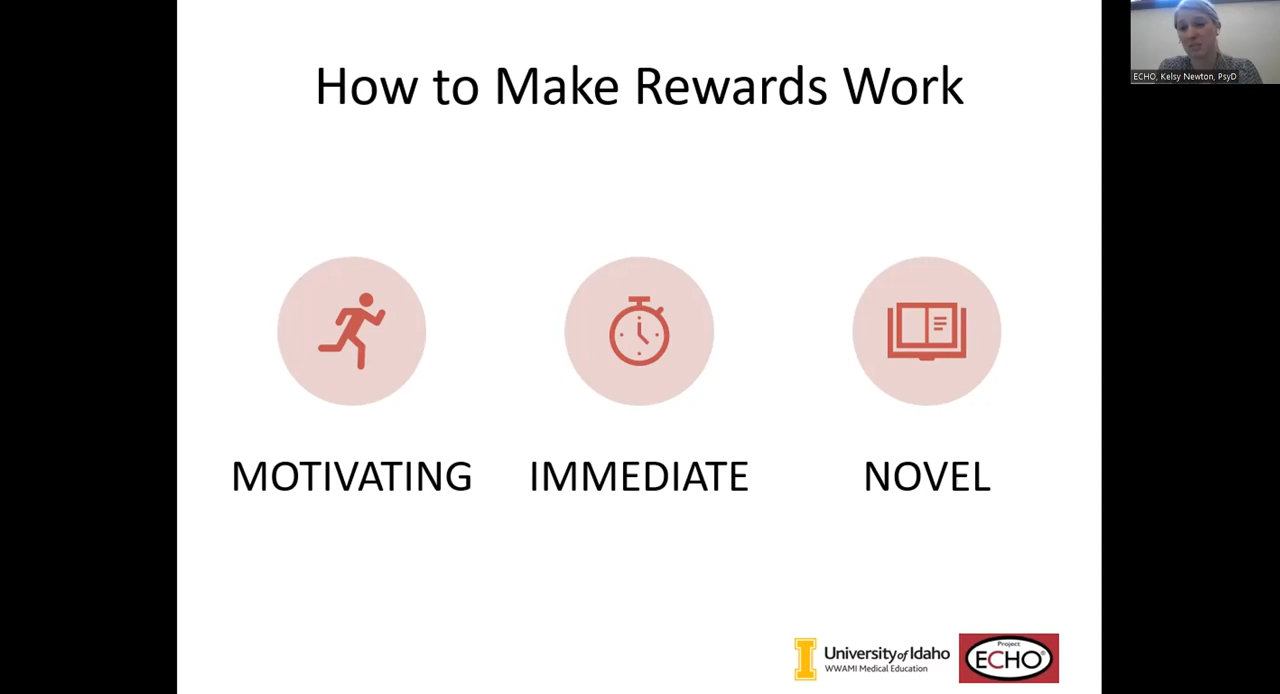 How to Make Rewards Work
ECHO, Kelsy Newton, PsyD
MOTIVATING
IMMEDIATE
NOVEL
University of Idaho
WWAMI Medical Education
Project
ECHO®